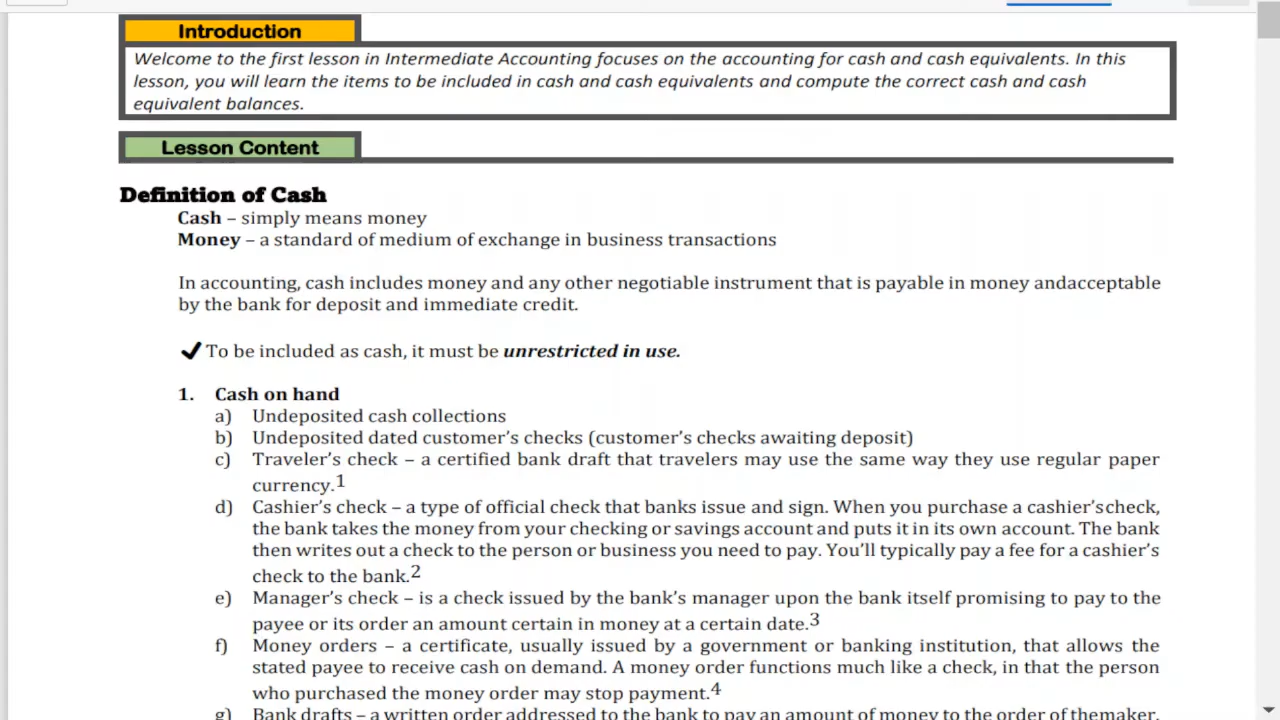 Introduction
Welcome to the first lesson in Intermediate Accounting focuses on the accounting for cash and cash equivalents. In this
lesson, you will learn the items to be included in cash and cash equivalents and compute the correct cash and cash
equivalent balances.
Lesson Content
Definition of Cash
Cash – simply means money
Money – a standard of medium of exchange in business transactions
In accounting, cash includes money and any other negotiable instrument that is payable in money andacceptable
by the bank for deposit and immediate credit.
✔ To be included as cash, it must be unrestricted in use.
1. Cash on hand
a) Undeposited cash collections
b) Undeposited dated customer's checks (customer's checks awaiting deposit)
c) Traveler's check – a certified bank draft that travelers may use the same way they use regular paper
currency.1
d) Cashier's check – a type of official check that banks issue and sign. When you purchase a cashier'scheck,
the bank takes the money from your checking or savings account and puts it in its own account. The bank
then writes out a check to the person or business you need to pay. You'll typically pay a fee for a cashier's
check to the bank.2
e) Manager's check – is a check issued by the bank's manager upon the bank itself promising to pay to the
payee or its order an amount certain in money at a certain date.3
f) Money orders – a certificate, usually issued by a government or banking institution, that allows the
stated payee to receive cash on demand. A money order functions much like a check, in that the person
who purchased the money order may stop payment.4
g) Bank drafts – a written order addressed to the bank to pay an amount of money to the order of themaker.